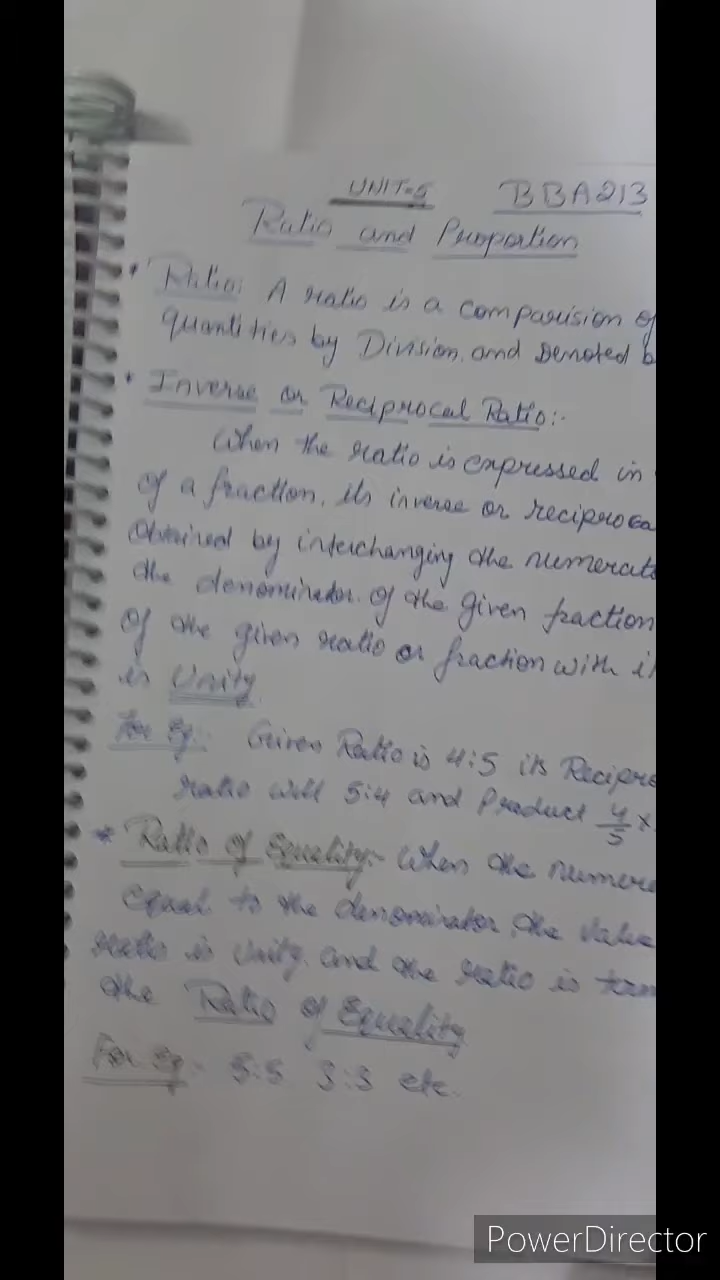 UNIT-5 BBA213
Ratio and Proportion
Ratio: A ratio is a comparision of
quantities by Division, and Denoted b
Inverse or Reciprocal Ratio:-
When the ratio is expressed in
of a fraction, its inverse or reciproca
Obtained by interchanging the numerat
the denominator of the given fraction
of the given ratio or fraction with i
is Unity
For Eg:- Given Ratio is 4:5 its Recipro
ratio will 5:4 and Product 4/5 ×
* Ratio of Equality:- When the numer
equal to the denominator, the value
ratio is Unity. and the ratio is term
the Ratio of Equality
For Eg:- 5:5 3:3 etc.
PowerDirector